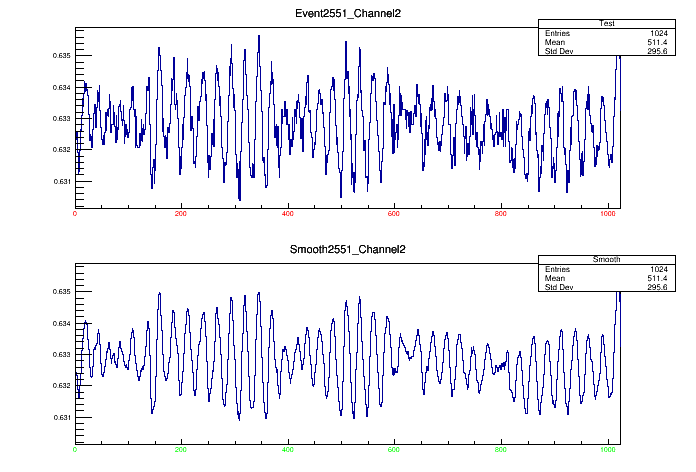 Event2551_Channel2
Test
Entries 1024
Mean 511.4
Std Dev 295.6
0.635
0.634
0.633
0.632
0.631
0 200 400 600 800 1000
Smooth2551_Channel2
Smooth
Entries 1024
Mean 511.4
Std Dev 295.6
0.635
0.634
0.633
0.632
0.631
0 200 400 600 800 1000